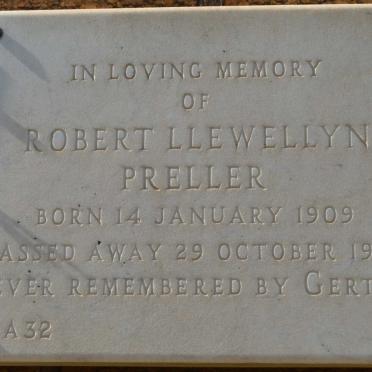 IN LOVING MEMORY
OF
ROBERT LLEWELLYN
PRELLER
BORN 14 JANUARY 1909
ASSED AWAY 29 OCTOBER 19
EVER REMEMBERED BY GERT
A32